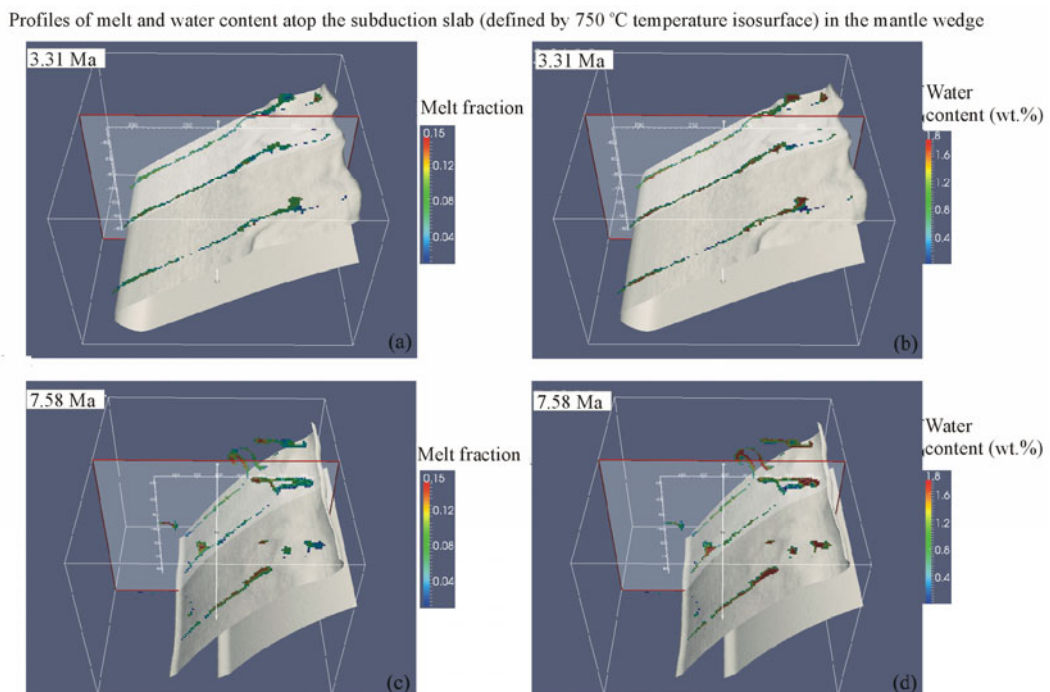 Profiles of melt and water content atop the subduction slab (defined by 750 °C temperature isosurface) in the mantle wedge
3.31 Ma
Melt fraction
0.15
0.12
0.08
0.04
(a)
3.31 Ma
Water
content (wt.%)
1.8
1.6
1.2
0.8
0.4
(b)
7.58 Ma
Melt fraction
0.15
0.12
0.08
0.04
(c)
7.58 Ma
Water
content (wt.%)
1.8
1.6
1.2
0.8
0.4
(d)